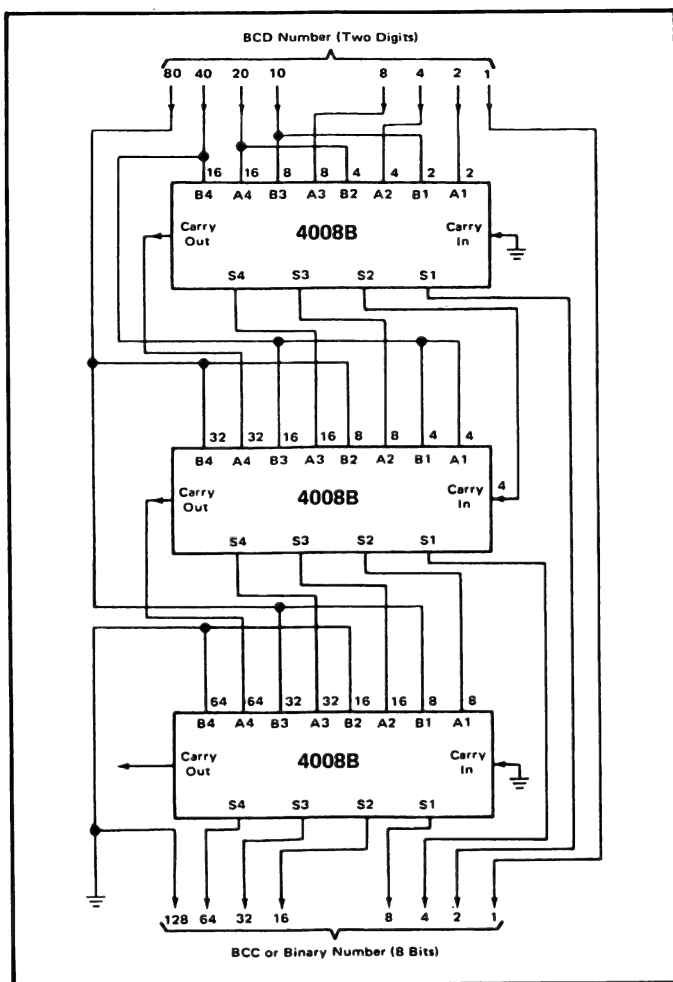 BCD Number (Two Digits)
80 40 20 10 8 4 2 1
16 16 8 8 4 4 2 2
B4 A4 B3 A3 B2 A2 B1 A1
Carry Out
4008B
Carry In
S4 S3 S2 S1
32 32 16 16 8 8 4 4
B4 A4 B3 A3 B2 A2 B1 A1
Carry Out
4008B
Carry In
4
S4 S3 S2 S1
64 64 32 32 16 16 8 8
B4 A4 B3 A3 B2 A2 B1 A1
Carry Out
4008B
Carry In
S4 S3 S2 S1
128 64 32 16 8 4 2 1
BCC or Binary Number (8 Bits)